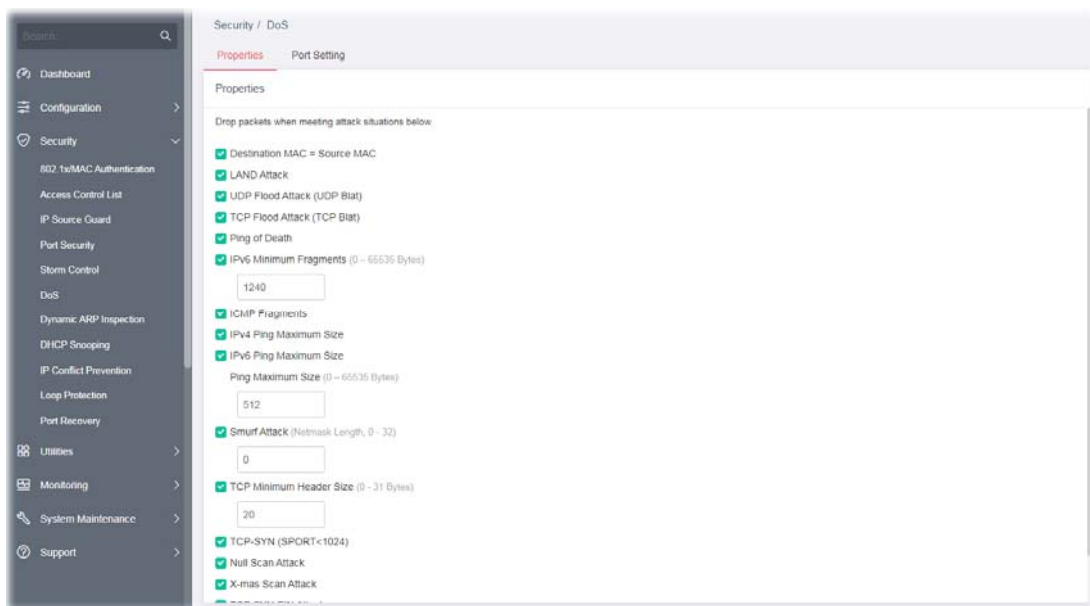 Search
Dashboard
Configuration
Security
802.1x/MAC Authentication
Access Control List
IP Source Guard
Port Security
Storm Control
DoS
Dynamic ARP Inspection
DHCP Snooping
IP Conflict Prevention
Loop Protection
Port Recovery
Utilities
Monitoring
System Maintenance
Support
Security / DoS
Properties Port Setting
Properties
Drop packets when meeting attack situations below
Destination MAC = Source MAC
LAND Attack
UDP Flood Attack (UDP Blat)
TCP Flood Attack (TCP Blat)
Ping of Death
IPv6 Minimum Fragments (0 – 65535 Bytes)
1240
ICMP Fragments
IPv4 Ping Maximum Size
IPv6 Ping Maximum Size
Ping Maximum Size (0 – 65535 Bytes)
512
Smurf Attack (Netmask Length, 0 - 32)
0
TCP Minimum Header Size (0 - 31 Bytes)
20
TCP-SYN (SPORT<1024)
Null Scan Attack
X-mas Scan Attack